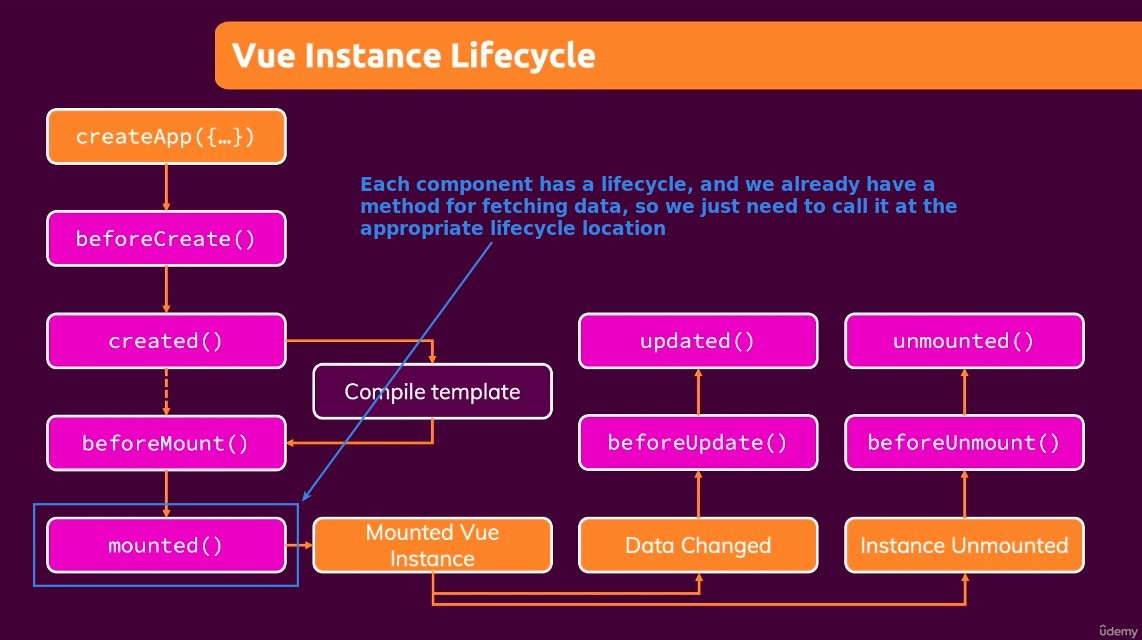 Vue Instance Lifecycle
createApp({…})
Each component has a lifecycle, and we already have a
method for fetching data, so we just need to call it at the
appropriate lifecycle location
beforeCreate()
created()
Compile template
beforeMount()
mounted()
Mounted Vue
Instance
updated()
beforeUpdate()
Data Changed
unmounted()
beforeUnmount()
Instance Unmounted
ûdemy